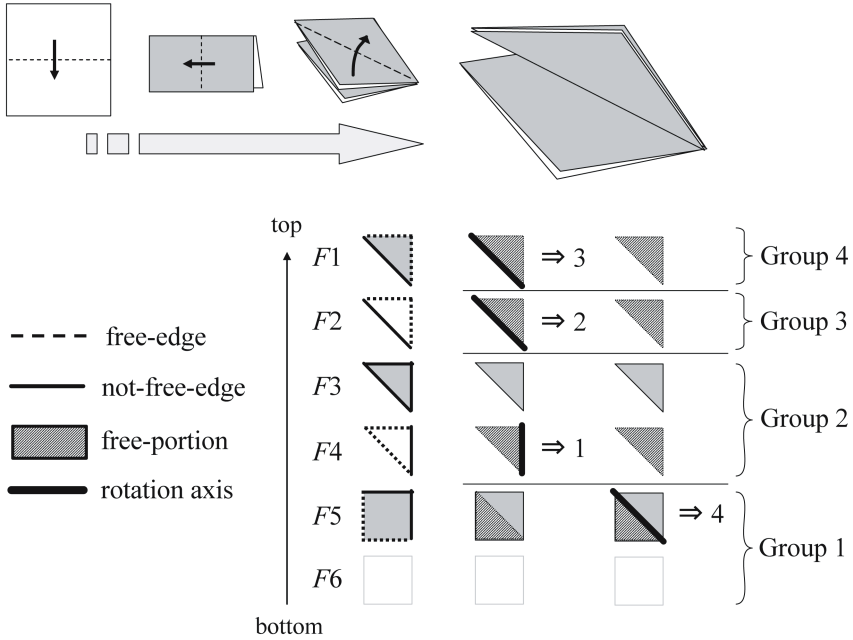 top
F1 ⇒ 3 Group 4
F2 ⇒ 2 Group 3
free-edge
F3
not-free-edge
Group 2
free-portion
F4 ⇒ 1
rotation axis
F5 ⇒ 4
Group 1
F6
bottom